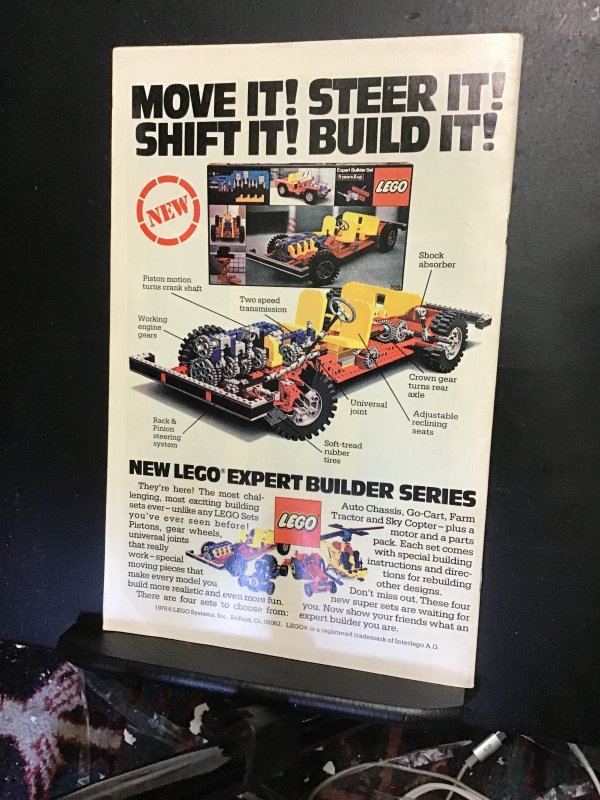 MOVE IT! STEER IT!
SHIFT IT! BUILD IT!
NEW
Expert Builder Set
9 years & up
LEGO
Shock
absorber
Piston motion
turns crank shaft
Two speed
transmission
Working
engine
gears
Crown gear
turns rear
axle
Universal
joint
Adjustable
reclining
seats
Rack &
Pinion
steering
system
Soft-tread
rubber
tires
NEW LEGO® EXPERT BUILDER SERIES
They're here! The most chal-
lenging, most exciting building
sets ever – unlike any LEGO Sets
you've ever seen before!
Pistons, gear wheels,
universal joints
that really
work – special
moving pieces that
make every model you
build more realistic and even more fun.
There are four sets to choose from:
LEGO
Auto Chassis, Go-Cart, Farm
Tractor and Sky Copter – plus a
motor and a parts
pack. Each set comes
with special building
instructions and direc-
tions for rebuilding
other designs.
Don't miss out. These four
new super sets are waiting for
you. Now show your friends what an
expert builder you are.
1978 © LEGO Systems, Inc. Enfield, Ct. 06082. LEGO® is a registered trademark of Interlego A.G.